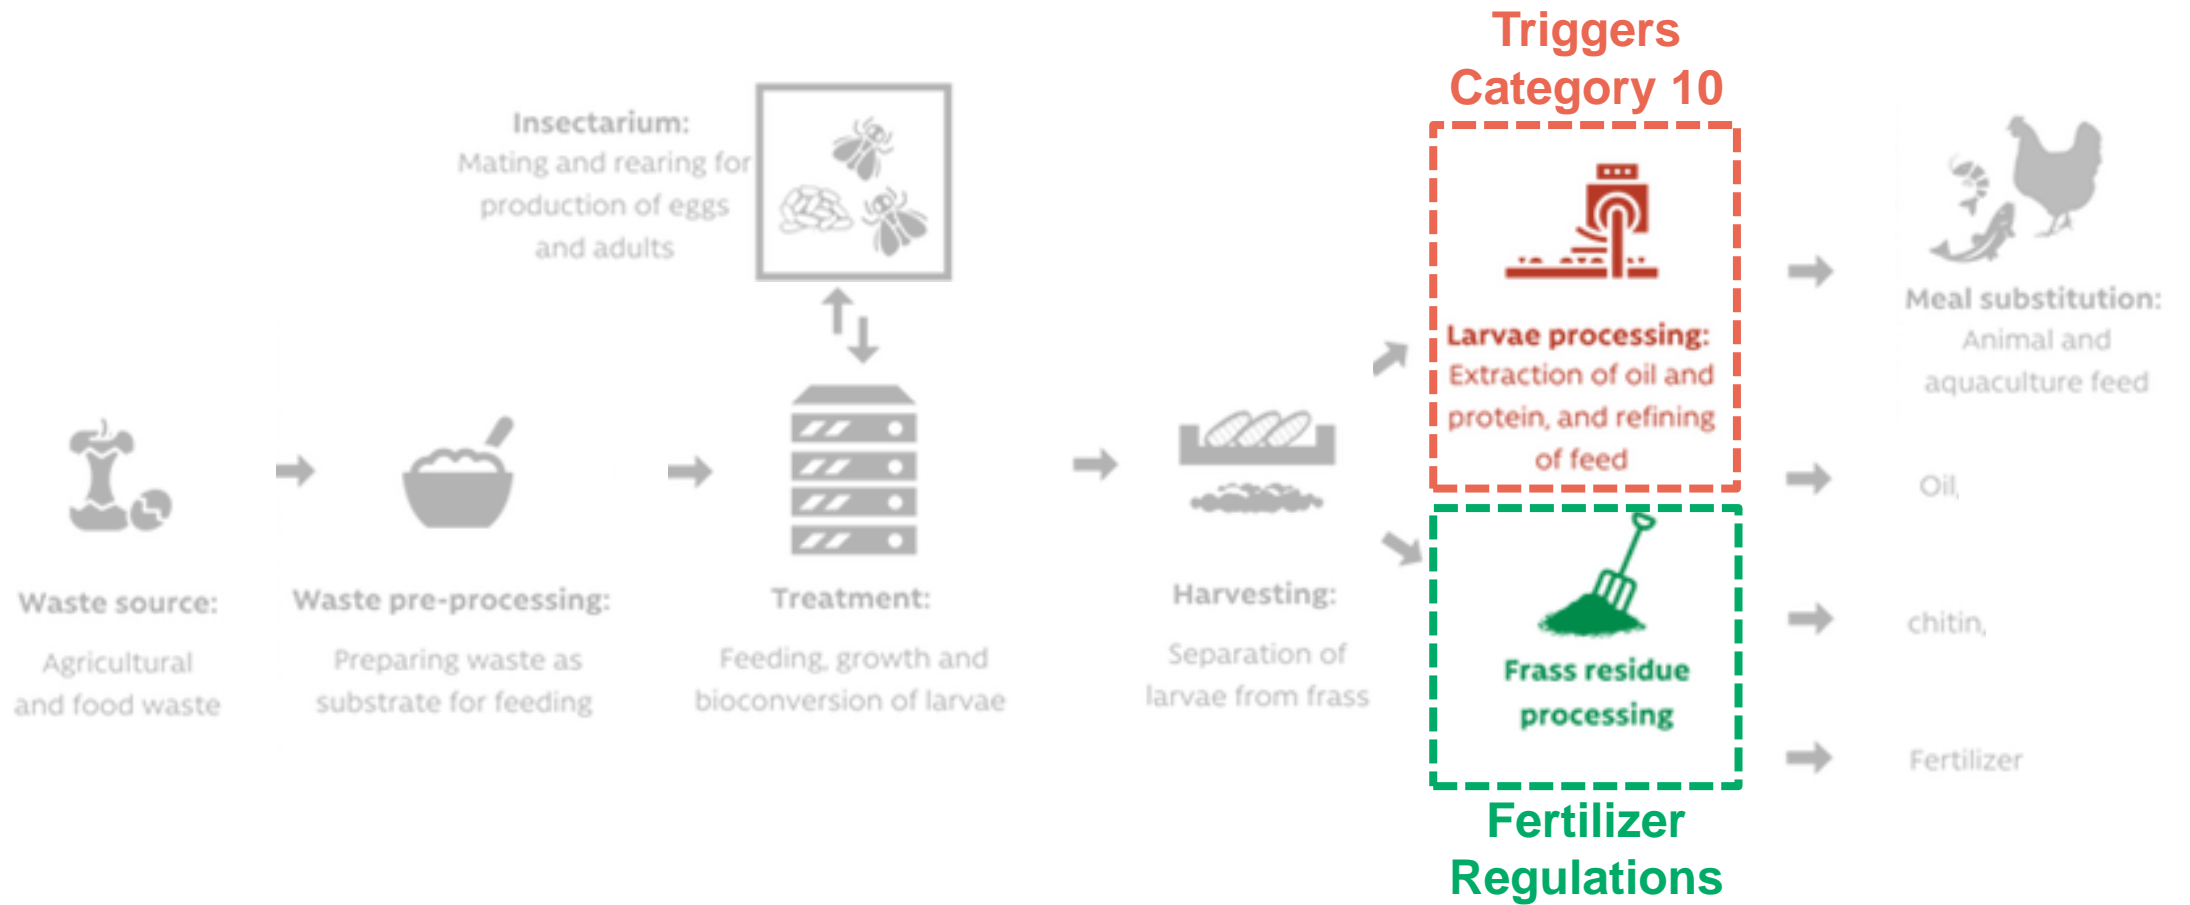 Triggers
Category 10
Insectarium:
Mating and rearing for
production of eggs
and adults
Larvae processing:
Extraction of oil and
protein, and refining
of feed
Meal substitution:
Animal and
aquaculture feed
Oil,
chitin,
Fertilizer
Waste source:
Agricultural
and food waste
Waste pre-processing:
Preparing waste as
substrate for feeding
Treatment:
Feeding, growth and
bioconversion of larvae
Harvesting:
Separation of
larvae from frass
Frass residue
processing
Fertilizer
Regulations